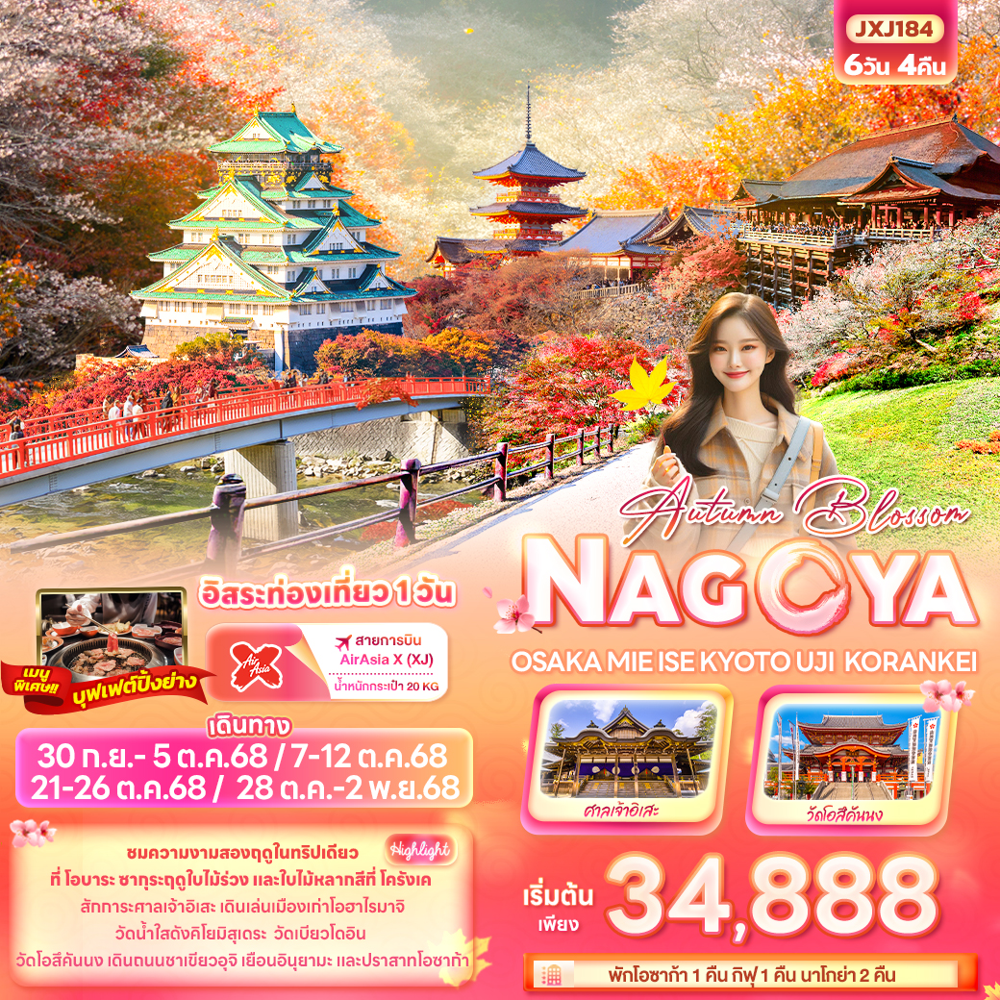 JXJ184
6วัน 4คืน
Autumn Blossom
NAGOYA
OSAKA MIE ISE KYOTO UJI KORANKEI
อิสระท่องเที่ยว 1 วัน
Air Asia
สายการบิน
AirAsia X (XJ)
น้ำหนักกระเป๋า 20 KG
เมนู
พิเศษ!!
บุฟเฟต์ปิ้งย่าง
เดินทาง
30 ก.ย.- 5 ต.ค.68 / 7-12 ต.ค.68
21-26 ต.ค.68 / 28 ต.ค.-2 พ.ย.68
ศาลเจ้าอิเสะ
วัดโอสึคันนง
Highlight
ชมความงามสองฤดูในทริปเดียว
ที่ โอบาระ ซากุระฤดูใบไม้ร่วง และใบไม้หลากสีที่ โครังเค
สักการะศาลเจ้าอิเสะ เดินเล่นเมืองเก่าโอฮาไรมาจิ
วัดน้ำใสดังคิโยมิสุเดระ วัดเบียวโดอิน
วัดโอสึคันนง เดินถนนชาเขียวอุจิ เยือนอินุยามะ และปราสาทโอซาก้า
เริ่มต้น
เพียง
34,888
พักโอซาก้า 1 คืน กิฟุ 1 คืน นาโกย่า 2 คืน